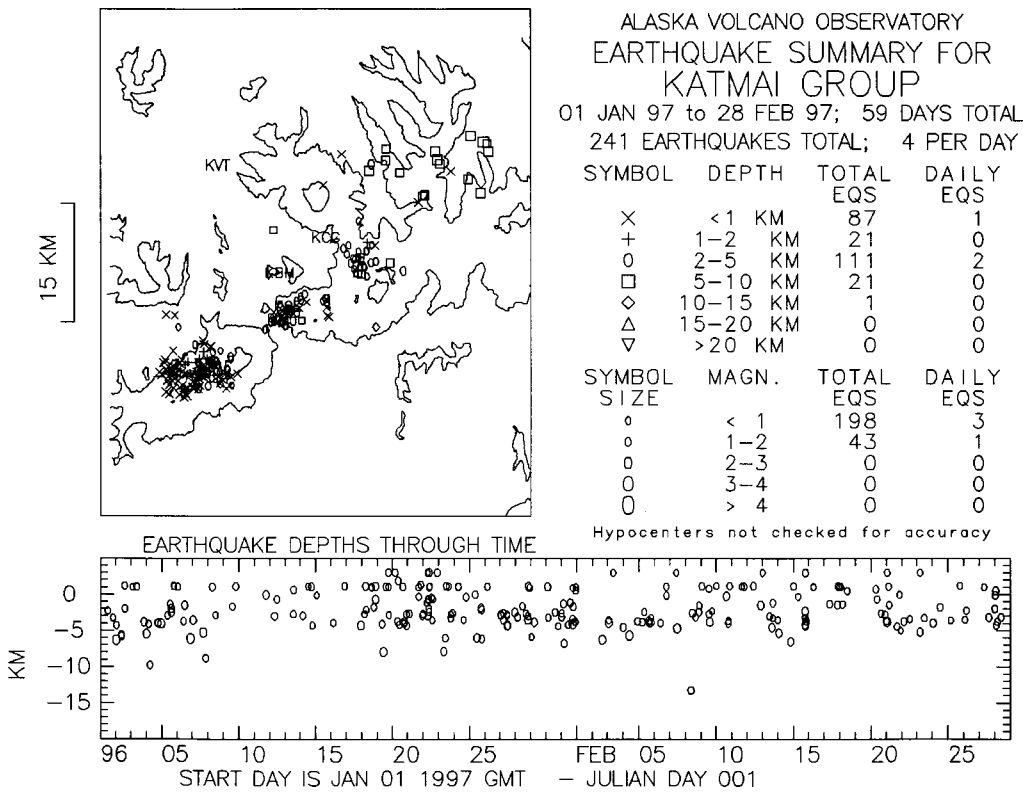 ALASKA VOLCANO OBSERVATORY
EARTHQUAKE SUMMARY FOR
KATMAI GROUP
01 JAN 97 to 28 FEB 97; 59 DAYS TOTAL
241 EARTHQUAKES TOTAL; 4 PER DAY
SYMBOL DEPTH TOTAL DAILY
EQS EQS
× <1 KM 87 1
+ 1-2 KM 21 0
2-5 KM 111 2
5-10 KM 21 0
10-15 KM 1 0
15-20 KM 0 0
>20 KM 0 0
SYMBOL MAGN. TOTAL DAILY
SIZE EQS EQS
< 1 198 3
1-2 43 1
2-3 0 0
3-4 0 0
> 4 0 0
Hypocenters not checked for accuracy
15 KM
KVT
KCG
EARTHQUAKE DEPTHS THROUGH TIME
KM
0
-5
-10
-15
96 05 10 15 20 25 FEB 05 10 15 20 25
START DAY IS JAN 01 1997 GMT - JULIAN DAY 001